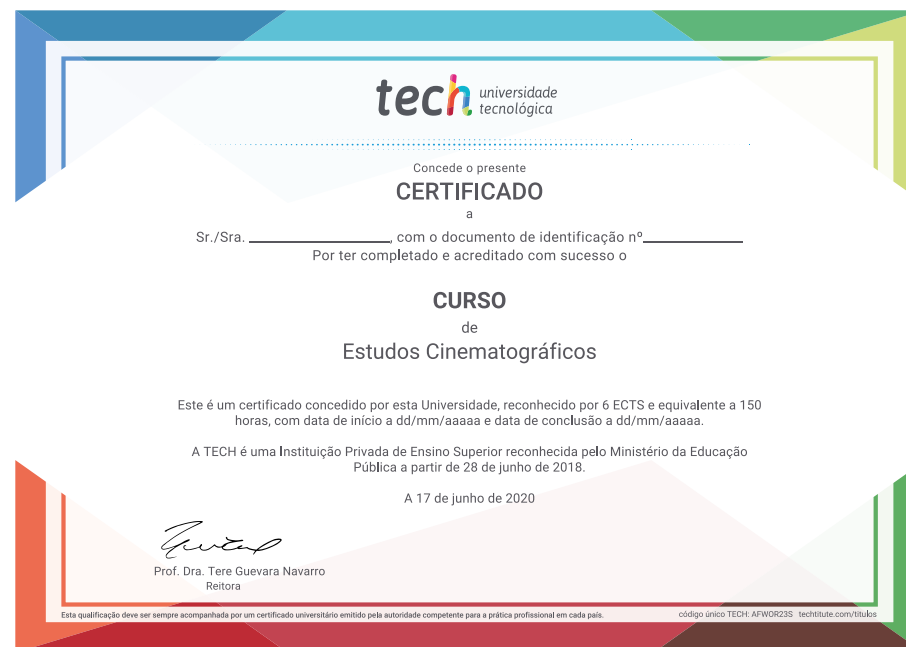 tech universidade
tecnológica
Concede o presente
CERTIFICADO
a
Sr./Sra. ________________, com o documento de identificação nº____________
Por ter completado e acreditado com sucesso o
CURSO
de
Estudos Cinematográficos
Este é um certificado concedido por esta Universidade, reconhecido por 6 ECTS e equivalente a 150
horas, com data de início a dd/mm/aaaaa e data de conclusão a dd/mm/aaaaa.
A TECH é uma Instituição Privada de Ensino Superior reconhecida pelo Ministério da Educação
Pública a partir de 28 de junho de 2018.
A 17 de junho de 2020
Prof. Dra. Tere Guevara Navarro
Reitora
Esta qualificação deve ser sempre acompanhada por um certificado universitário emitido pela autoridade competente para a prática profissional em cada país.
código único TECH: AFWOR23S techtitute.com/titulos